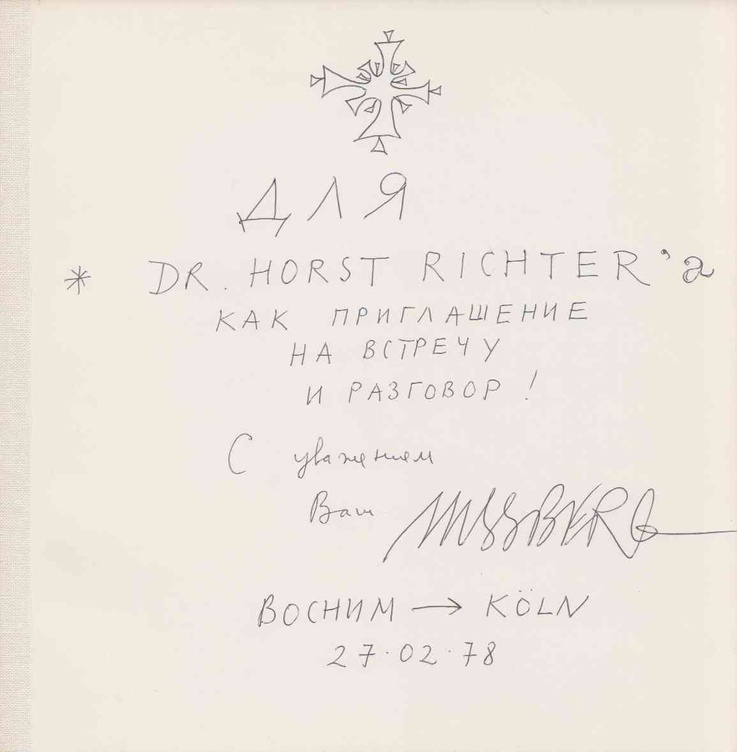 ДЛЯ
* DR. HORST RICHTER'a
КАК ПРИГЛАШЕНИЕ
НА ВСТРЕЧУ
И РАЗГОВОР!
С уважением
Ваш
BOCHUM → KÖLN
27·02·78